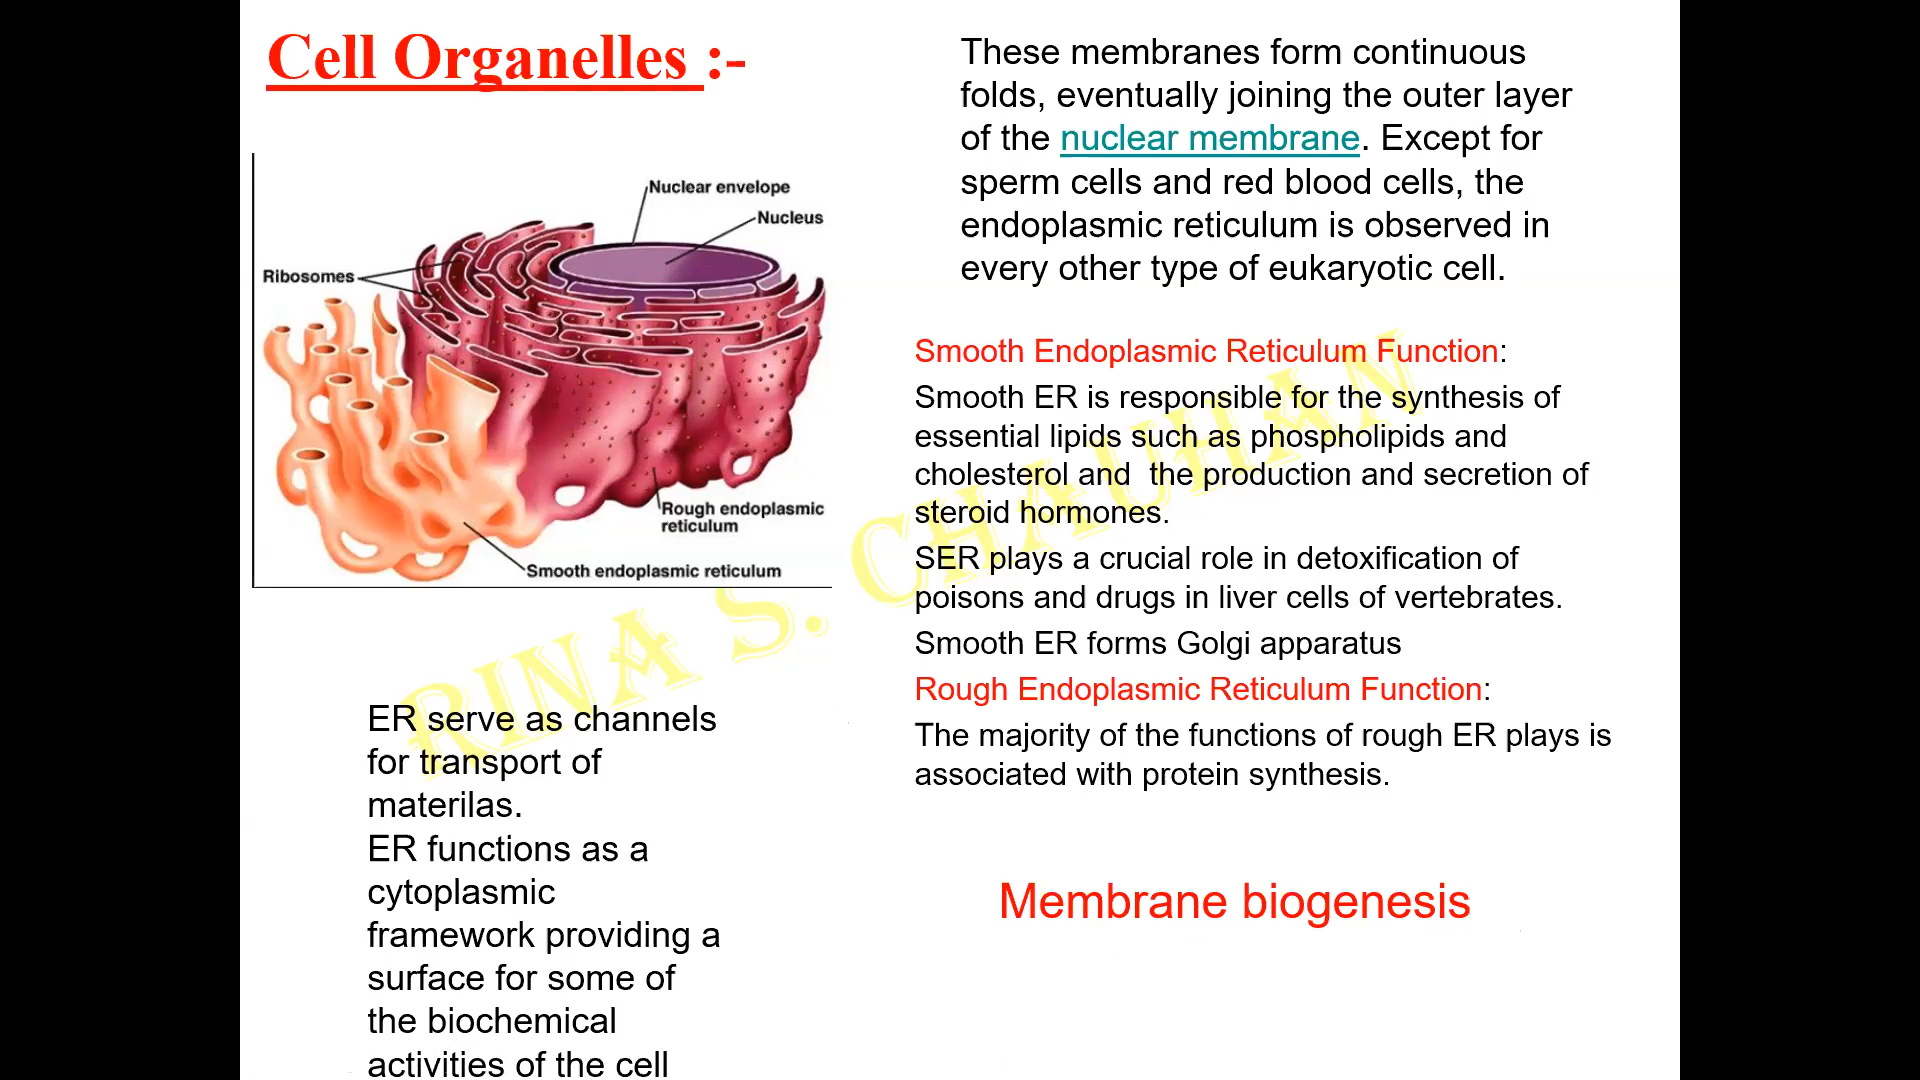 Cell Organelles :-
Nuclear envelope
Nucleus
Ribosomes
Rough endoplasmic
reticulum
Smooth endoplasmic reticulum
ER serve as channels
for transport of
materilas.
ER functions as a
cytoplasmic
framework providing a
surface for some of
the biochemical
activities of the cell
These membranes form continuous
folds, eventually joining the outer layer
of the nuclear membrane. Except for
sperm cells and red blood cells, the
endoplasmic reticulum is observed in
every other type of eukaryotic cell.
Smooth Endoplasmic Reticulum Function:
Smooth ER is responsible for the synthesis of
essential lipids such as phospholipids and
cholesterol and  the production and secretion of
steroid hormones.
SER plays a crucial role in detoxification of
poisons and drugs in liver cells of vertebrates.
Smooth ER forms Golgi apparatus
Rough Endoplasmic Reticulum Function:
The majority of the functions of rough ER plays is
associated with protein synthesis.
Membrane biogenesis
RINA S. CHAUHAN